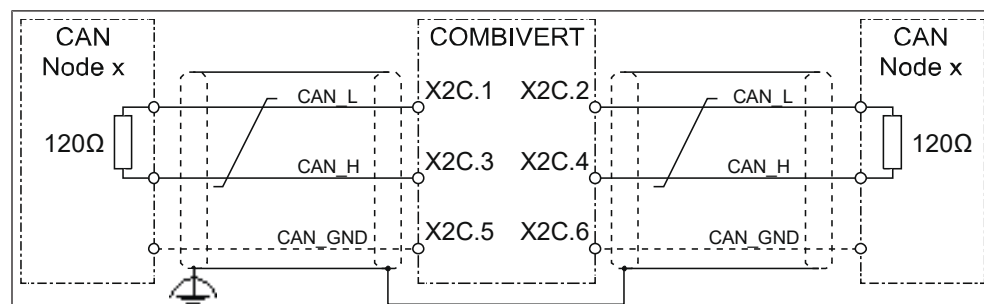 CAN
Node x
COMBIVERT
CAN
Node x
CAN_L
X2C.1
X2C.2
CAN_L
120Ω
CAN_H
X2C.3
X2C.4
CAN_H
120Ω
CAN_GND
X2C.5
X2C.6
CAN_GND